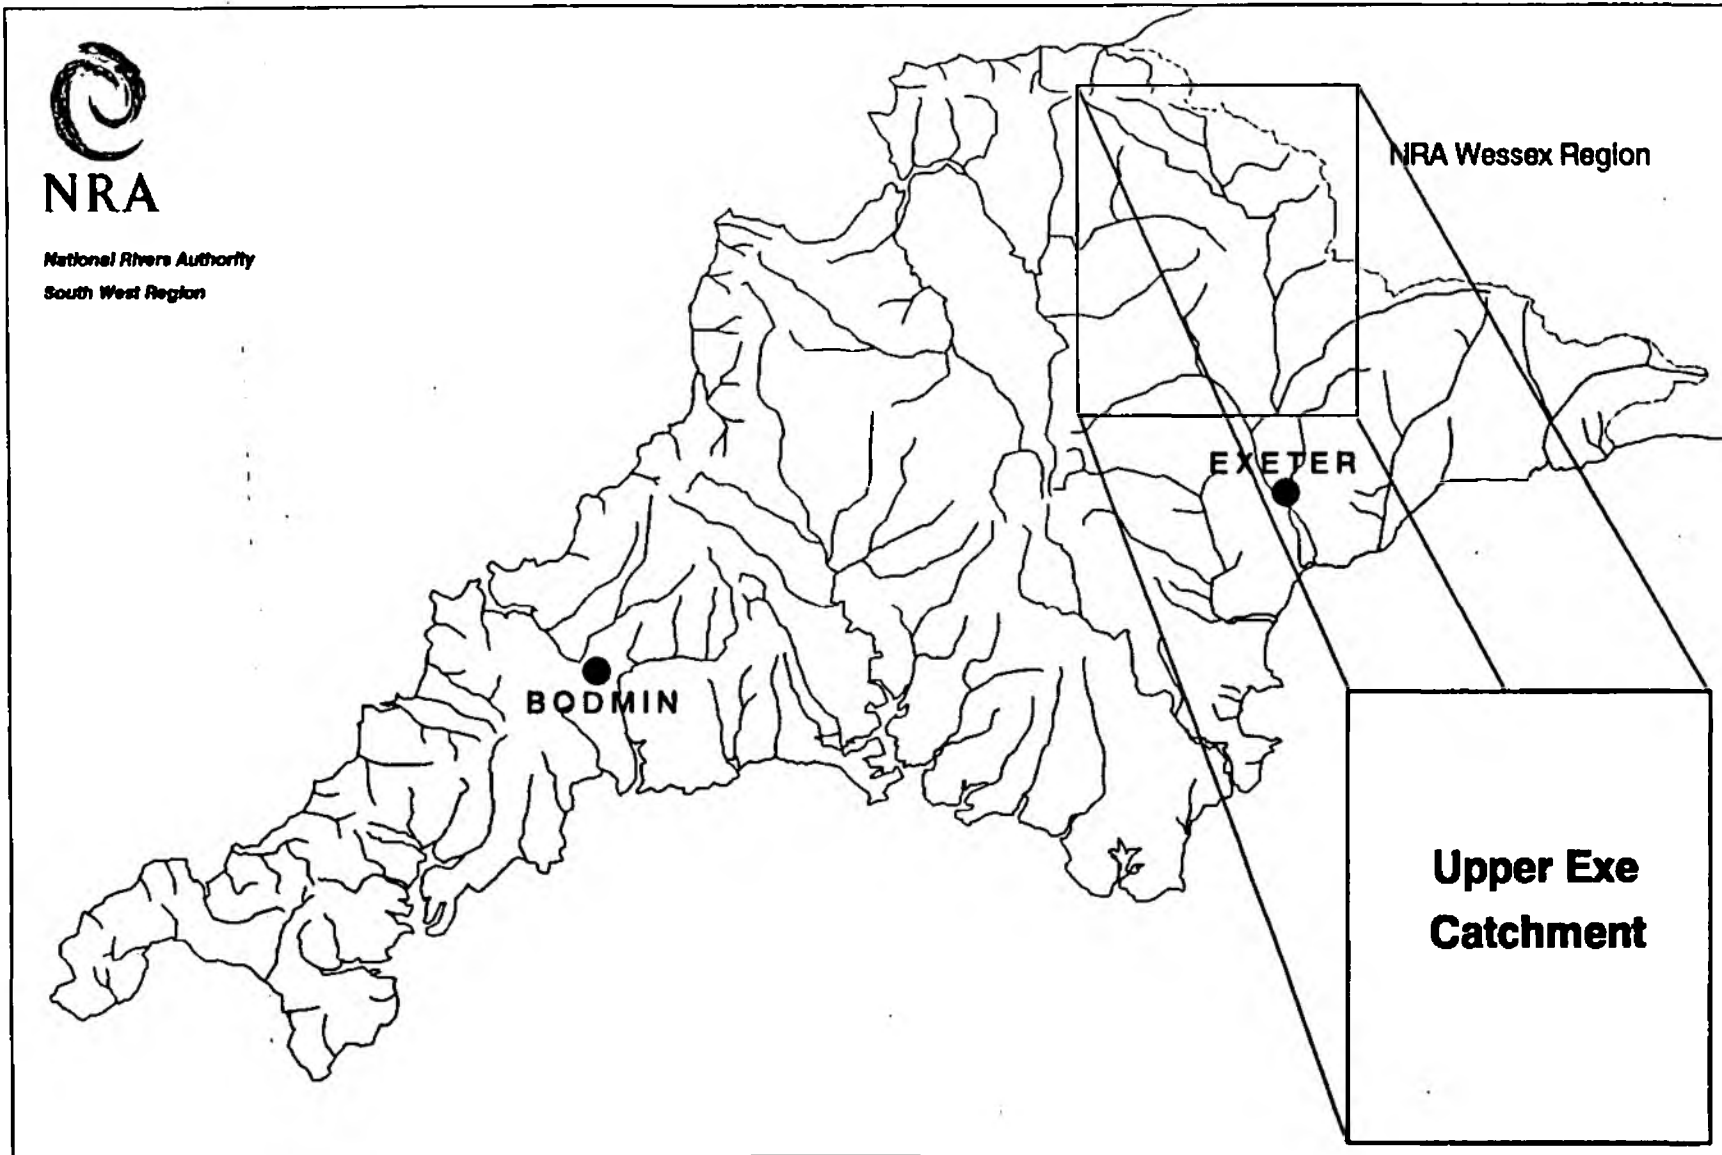 NRA
National Rivers Authority
South West Region
NRA Wessex Region
EXETER
BODMIN
Upper Exe
Catchment